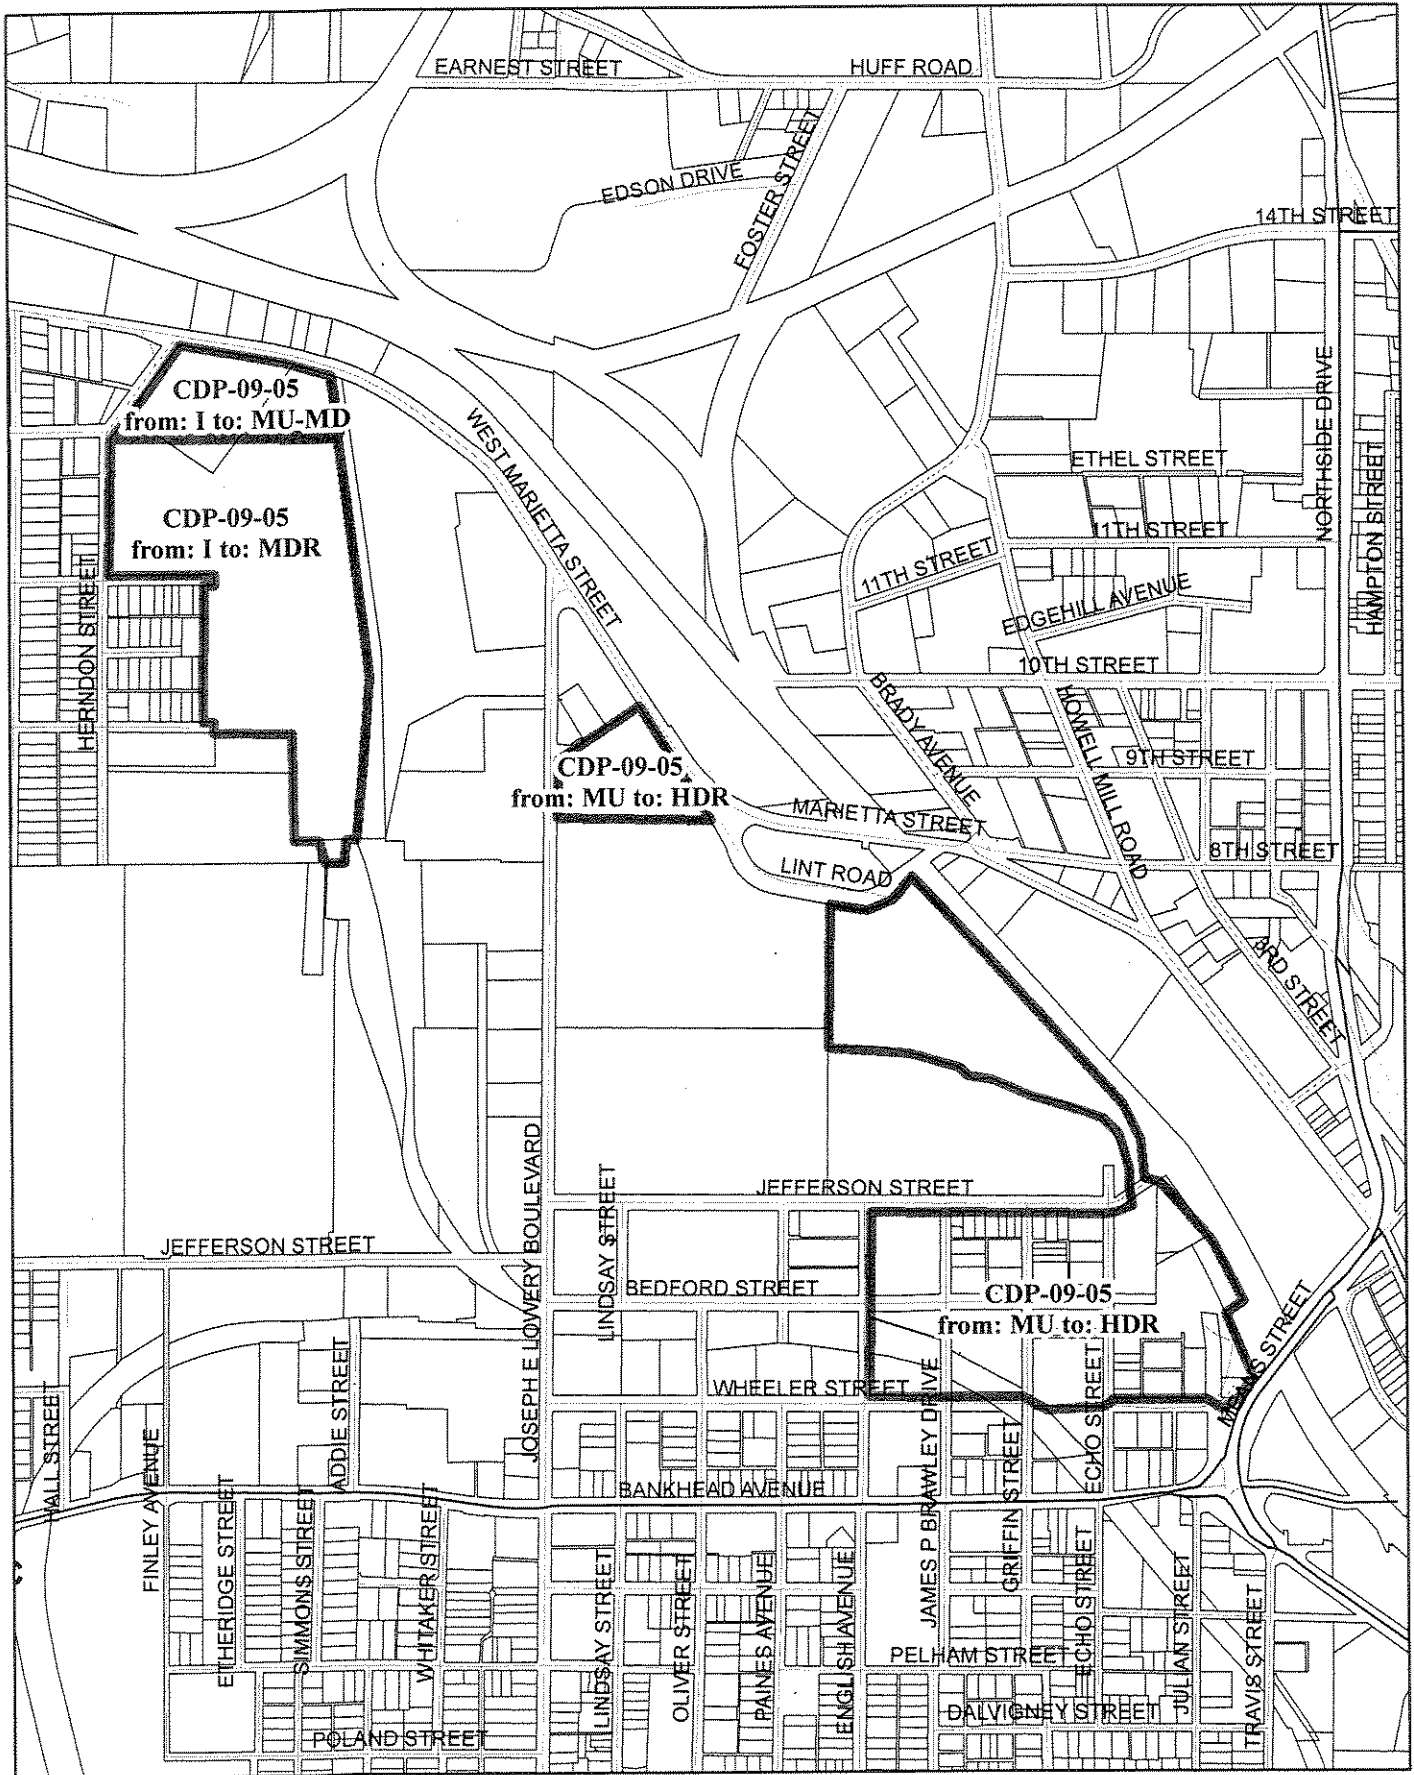 EARNEST STREET
HUFF ROAD
EDSON DRIVE
FOSTER STREET
14TH STREET
CDP-09-05
from: I to: MU-MD
WEST MARIETTA STREET
NORTHSIDE DRIVE
HAMPTON STREET
ETHEL STREET
11TH STREET
CDP-09-05
from: I to: MDR
11TH STREET
EDGEHILL AVENUE
HERNDON STREET
10TH STREET
BRADY AVENUE
HOWELL MILL ROAD
9TH STREET
CDP-09-05
from: MU to: HDR
MARIETTA STREET
8TH STREET
LINT ROAD
3RD STREET
JOSEPH E LOWERY BOULEVARD
LINDSAY STREET
JEFFERSON STREET
JEFFERSON STREET
BEDFORD STREET
CDP-09-05
from: MU to: HDR
MEANS STREET
WHEELER STREET
JAMES P BRAWLEY DRIVE
GRIFFIN STREET
ECHO STREET
HALL STREET
FINLEY AVENUE
ADDIE STREET
BANKHEAD AVENUE
ETHERIDGE STREET
SIMMONS STREET
WHITAKER STREET
LINDSAY STREET
OLIVER STREET
PAINES AVENUE
ENGLISH AVENUE
ECHO STREET
JULIAN STREET
TRAVIS STREET
PELHAM STREET
DALVIGNEY STREET
POLAND STREET